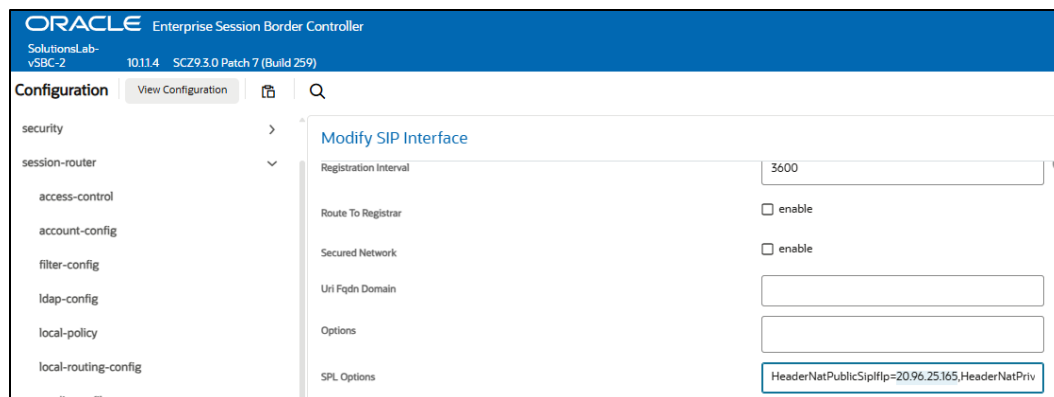 ORACLE Enterprise Session Border Controller
SolutionsLab-
vSBC-2 10.1.1.4 SCZ9.3.0 Patch 7 (Build 259)
Configuration View Configuration
security
Modify SIP Interface
session-router
Registration Interval 3600
access-control
Route To Registrar enable
account-config
Secured Network enable
filter-config
Uri Fqdn Domain
ldap-config
local-policy
Options
local-routing-config
SPL Options HeaderNatPublicSipIfIp=20.96.25.165,HeaderNatPriv